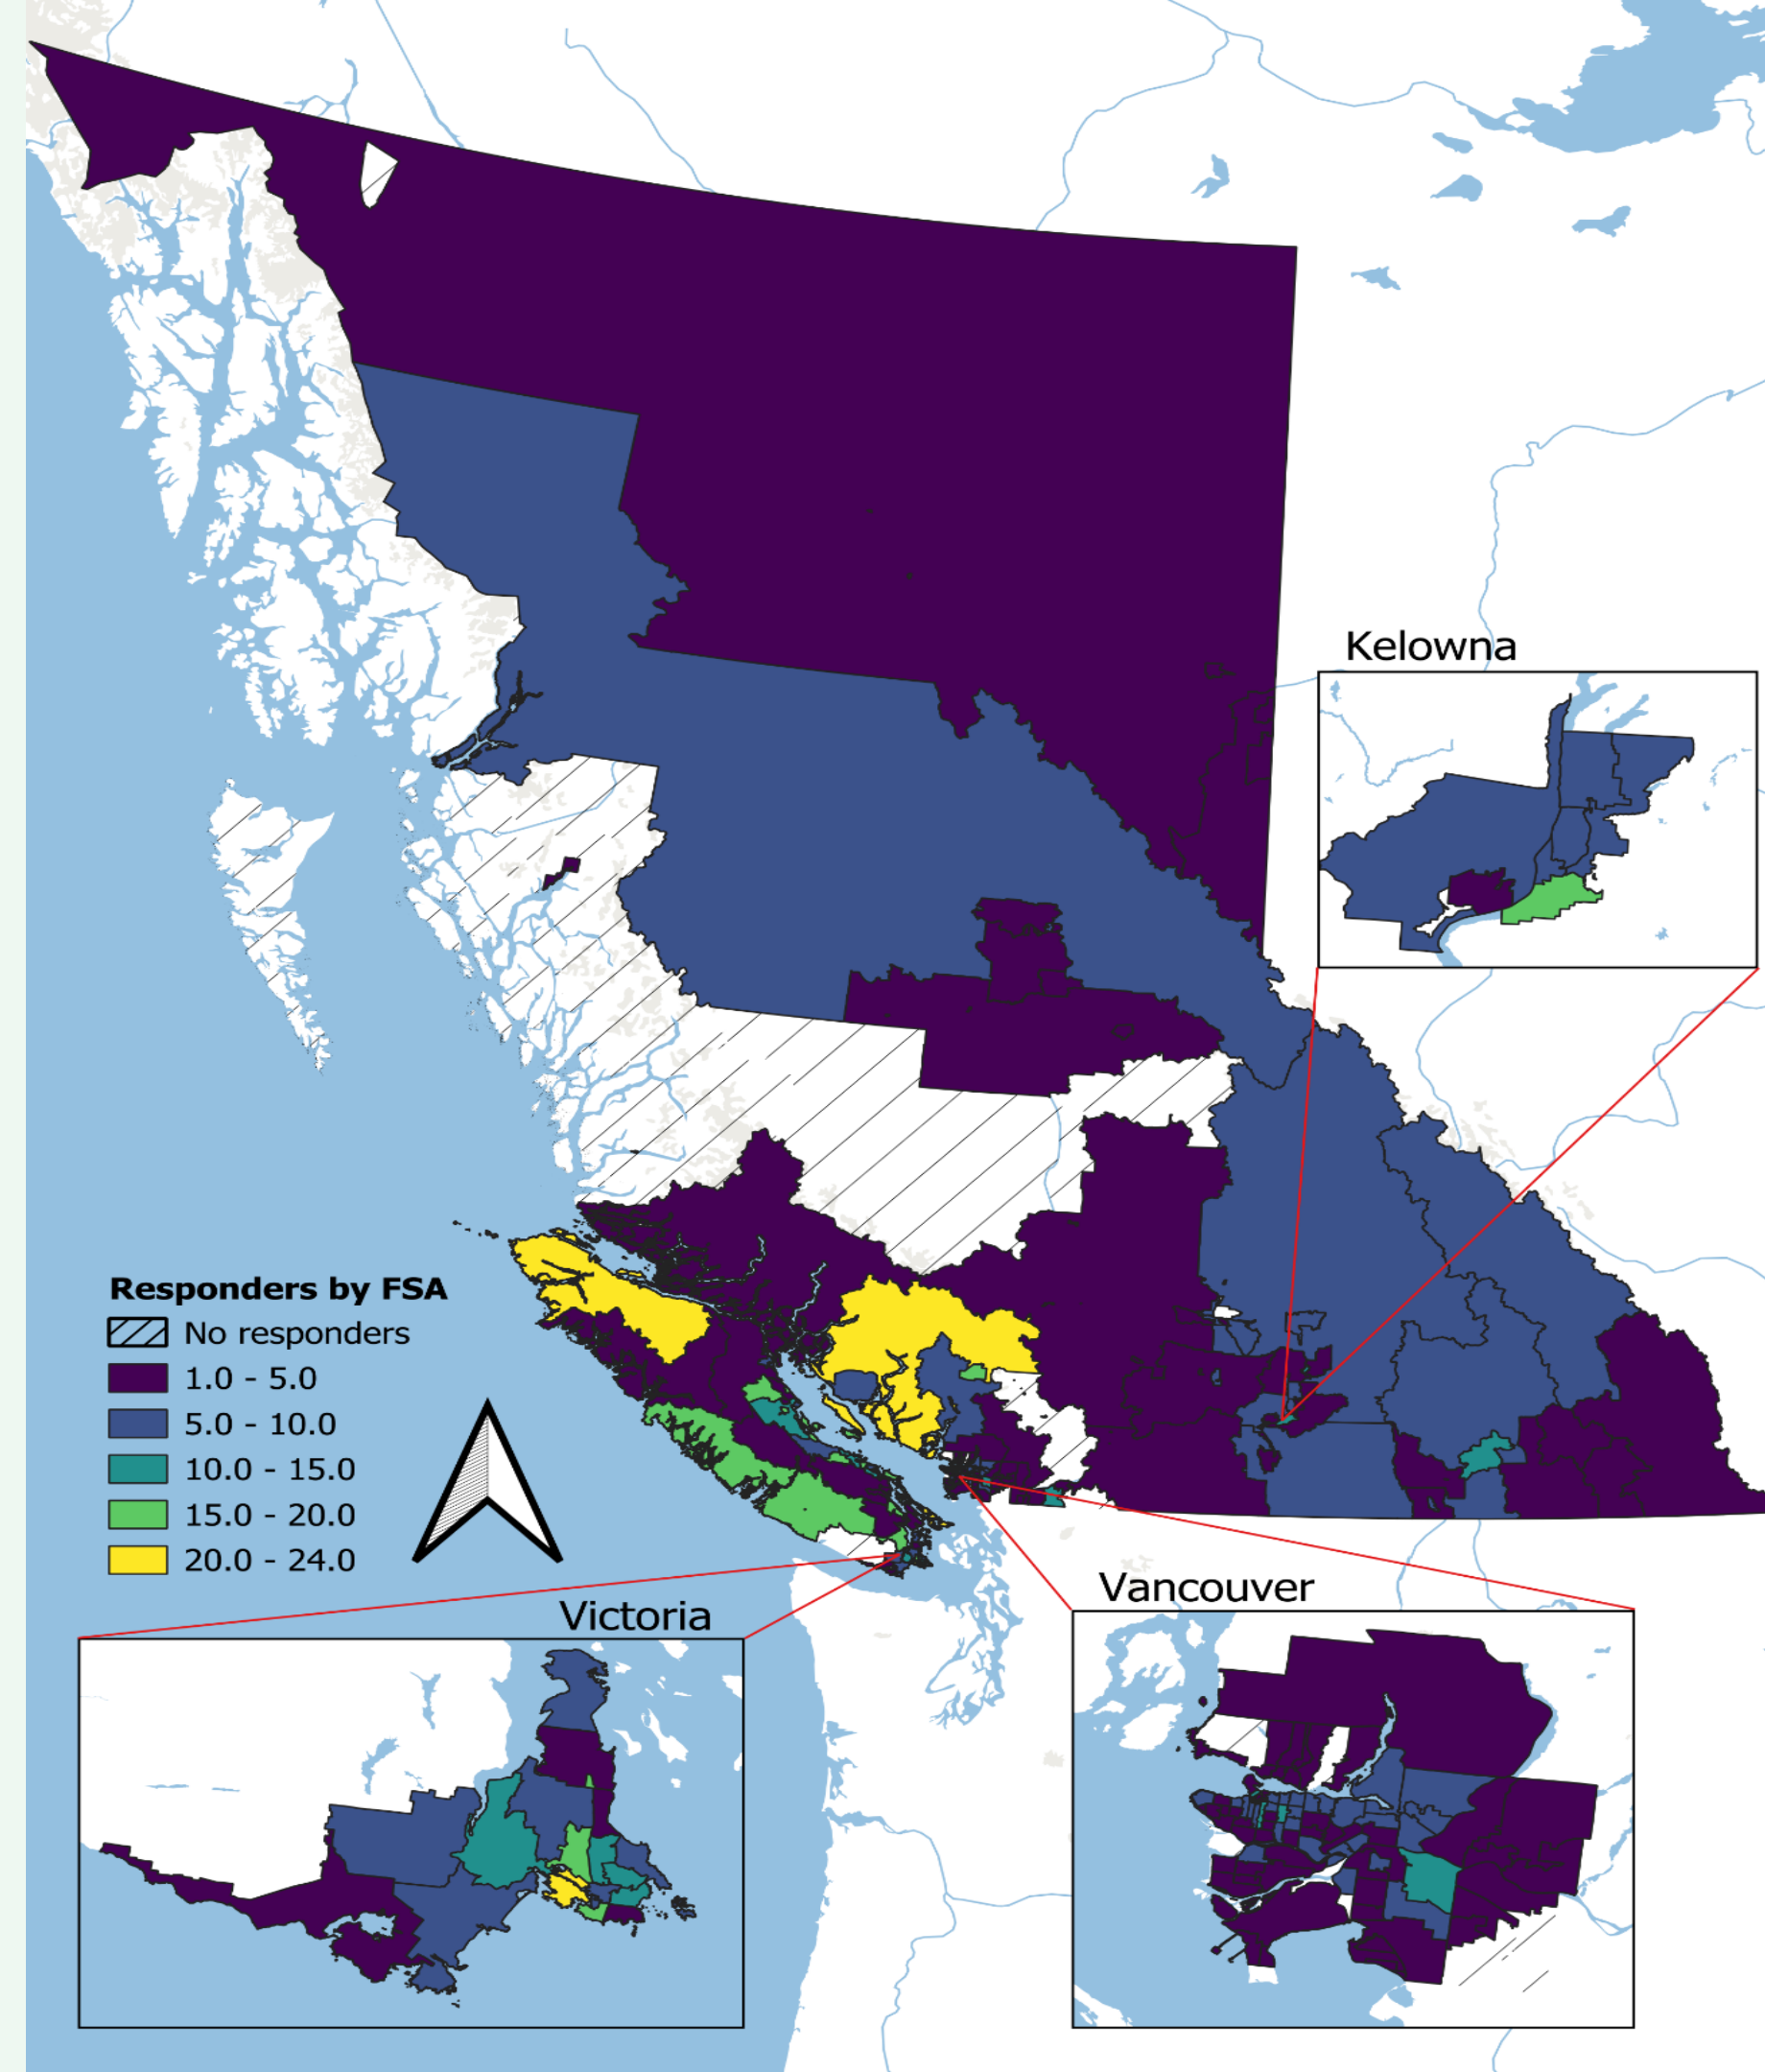 Kelowna
Responders by FSA
No responders
1.0 - 5.0
5.0 - 10.0
10.0 - 15.0
15.0 - 20.0
20.0 - 24.0
Victoria
Vancouver